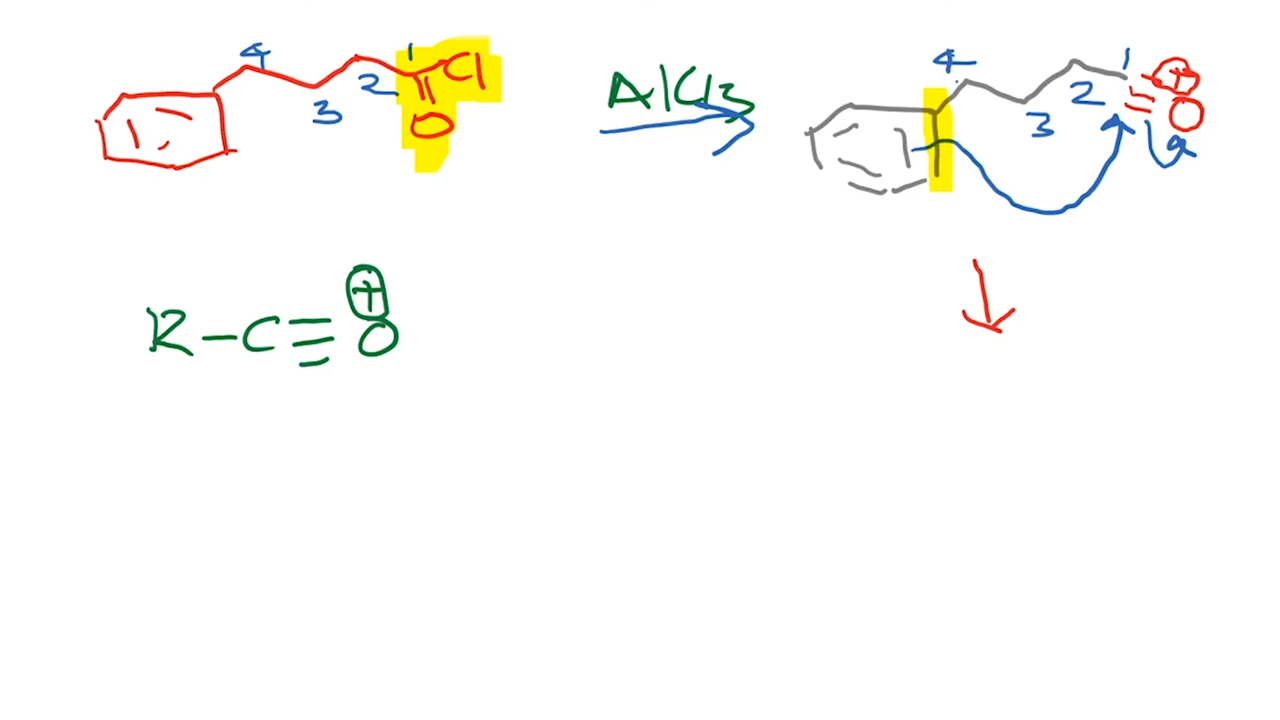 4 1 Cl
3 2 O
AlCl3
4 1 +
3 2 O
R-C≡O +